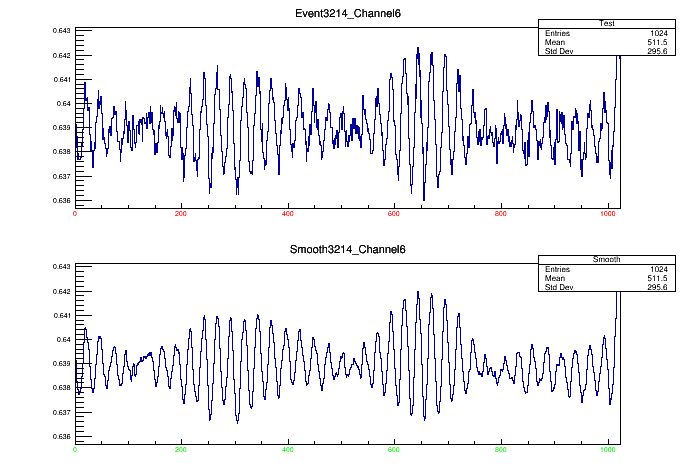 Event3214_Channel6
Test
Entries 1024
Mean 511.5
Std Dev 295.6
0.643
0.642
0.641
0.64
0.639
0.638
0.637
0.636
0 200 400 600 800 1000
Smooth3214_Channel6
Smooth
Entries 1024
Mean 511.5
Std Dev 295.6
0.643
0.642
0.641
0.64
0.639
0.638
0.637
0.636
0 200 400 600 800 1000